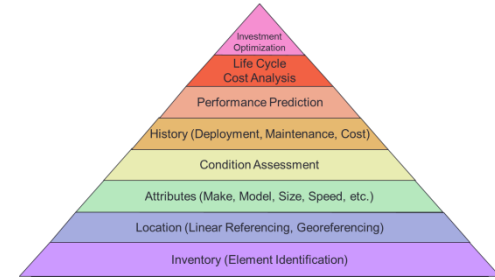 Investment
Optimization
Life Cycle
Cost Analysis
Performance Prediction
History (Deployment, Maintenance, Cost)
Condition Assessment
Attributes (Make, Model, Size, Speed, etc.)
Location (Linear Referencing, Georeferencing)
Inventory (Element Identification)